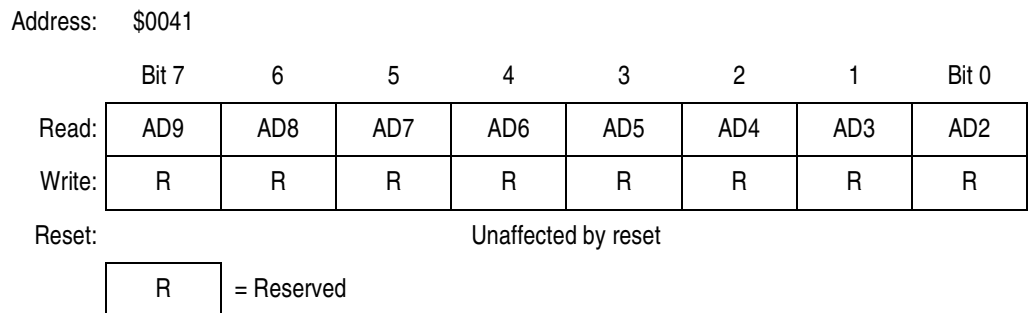 Address: $0041
Bit 7 6 5 4 3 2 1 Bit 0
Read: AD9 AD8 AD7 AD6 AD5 AD4 AD3 AD2
Write: R R R R R R R R
Reset: Unaffected by reset
R = Reserved